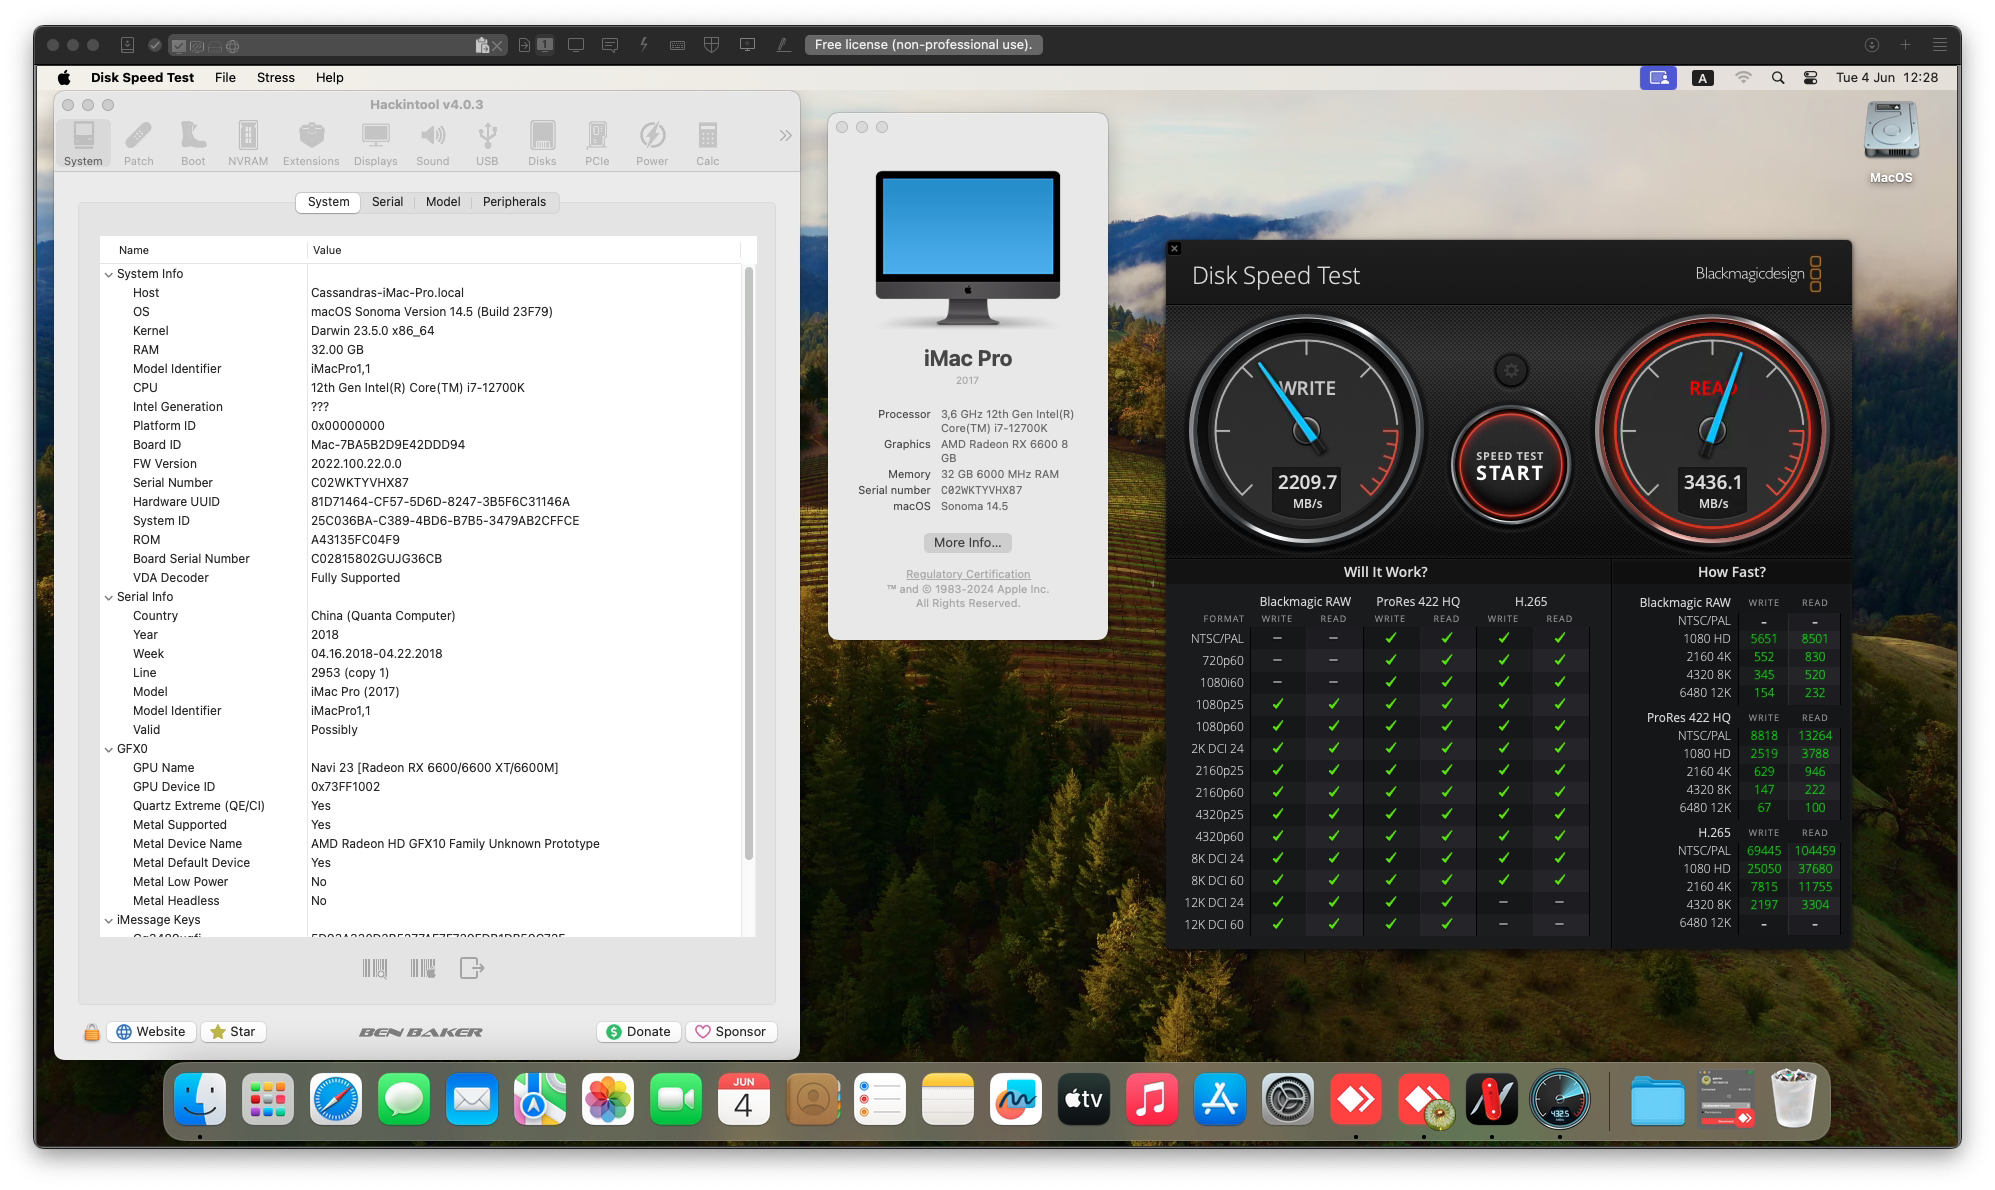 1
Free license (non-professional use).
Disk Speed Test File Stress Help
A
Tue 4 Jun 12:28
Hackintool v4.0.3
System Patch Boot NVRAM Extensions Displays Sound USB Disks PCIe Power Calc
System Serial Model Peripherals
Name Value
System Info
Host Cassandras-iMac-Pro.local
OS macOS Sonoma Version 14.5 (Build 23F79)
Kernel Darwin 23.5.0 x86_64
RAM 32.00 GB
Model Identifier iMacPro1,1
CPU 12th Gen Intel(R) Core(TM) i7-12700K
Intel Generation ???
Platform ID 0x00000000
Board ID Mac-7BA5B2D9E42DDD94
FW Version 2022.100.22.0.0
Serial Number C02WKTYVHX87
Hardware UUID 81D71464-CF57-5D6D-8247-3B5F6C31146A
System ID 25C036BA-C389-4BD6-B7B5-3479AB2CFFCE
ROM A43135FC04F9
Board Serial Number C02815802GUJG36CB
VDA Decoder Fully Supported
Serial Info
Country China (Quanta Computer)
Year 2018
Week 04.16.2018-04.22.2018
Line 2953 (copy 1)
Model iMac Pro (2017)
Model Identifier iMacPro1,1
Valid Possibly
GFX0
GPU Name Navi 23 [Radeon RX 6600/6600 XT/6600M]
GPU Device ID 0x73FF1002
Quartz Extreme (QE/CI) Yes
Metal Supported Yes
Metal Device Name AMD Radeon HD GFX10 Family Unknown Prototype
Metal Default Device Yes
Metal Low Power No
Metal Headless No
iMessage Keys
Website Star BEN BAKER Donate Sponsor
iMac Pro
2017
Processor 3,6 GHz 12th Gen Intel(R)
Core(TM) i7-12700K
Graphics AMD Radeon RX 6600 8
GB
Memory 32 GB 6000 MHz RAM
Serial number C02WKTYVHX87
macOS Sonoma 14.5
More Info...
Regulatory Certification
™ and © 1983-2024 Apple Inc.
All Rights Reserved.
MacOS
Disk Speed Test Blackmagicdesign
WRITE
2209.7
MB/s
SPEED TEST
START
READ
3436.1
MB/s
Will It Work?
Blackmagic RAW ProRes 422 HQ H.265
FORMAT WRITE READ WRITE READ WRITE READ
NTSC/PAL – – ✓ ✓ ✓ ✓
720p60 – – ✓ ✓ ✓ ✓
1080i60 – – ✓ ✓ ✓ ✓
1080p25 ✓ ✓ ✓ ✓ ✓ ✓
1080p60 ✓ ✓ ✓ ✓ ✓ ✓
2K DCI 24 ✓ ✓ ✓ ✓ ✓ ✓
2160p25 ✓ ✓ ✓ ✓ ✓ ✓
2160p60 ✓ ✓ ✓ ✓ ✓ ✓
4320p25 ✓ ✓ ✓ ✓ ✓ ✓
4320p60 ✓ ✓ ✓ ✓ ✓ ✓
8K DCI 24 ✓ ✓ ✓ ✓ ✓ ✓
8K DCI 60 ✓ ✓ ✓ ✓ ✓ ✓
12K DCI 24 ✓ ✓ ✓ ✓ – –
12K DCI 60 ✓ ✓ ✓ ✓ – –
How Fast?
Blackmagic RAW WRITE READ
NTSC/PAL – –
1080 HD 5651 8501
2160 4K 552 830
4320 8K 345 520
6480 12K 154 232
ProRes 422 HQ WRITE READ
NTSC/PAL 8818 13264
1080 HD 2519 3788
2160 4K 629 946
4320 8K 147 222
6480 12K 67 100
H.265 WRITE READ
NTSC/PAL 69445 104459
1080 HD 25050 37680
2160 4K 7815 11755
4320 8K 2197 3304
6480 12K – –
JUN
4
tv
432.5